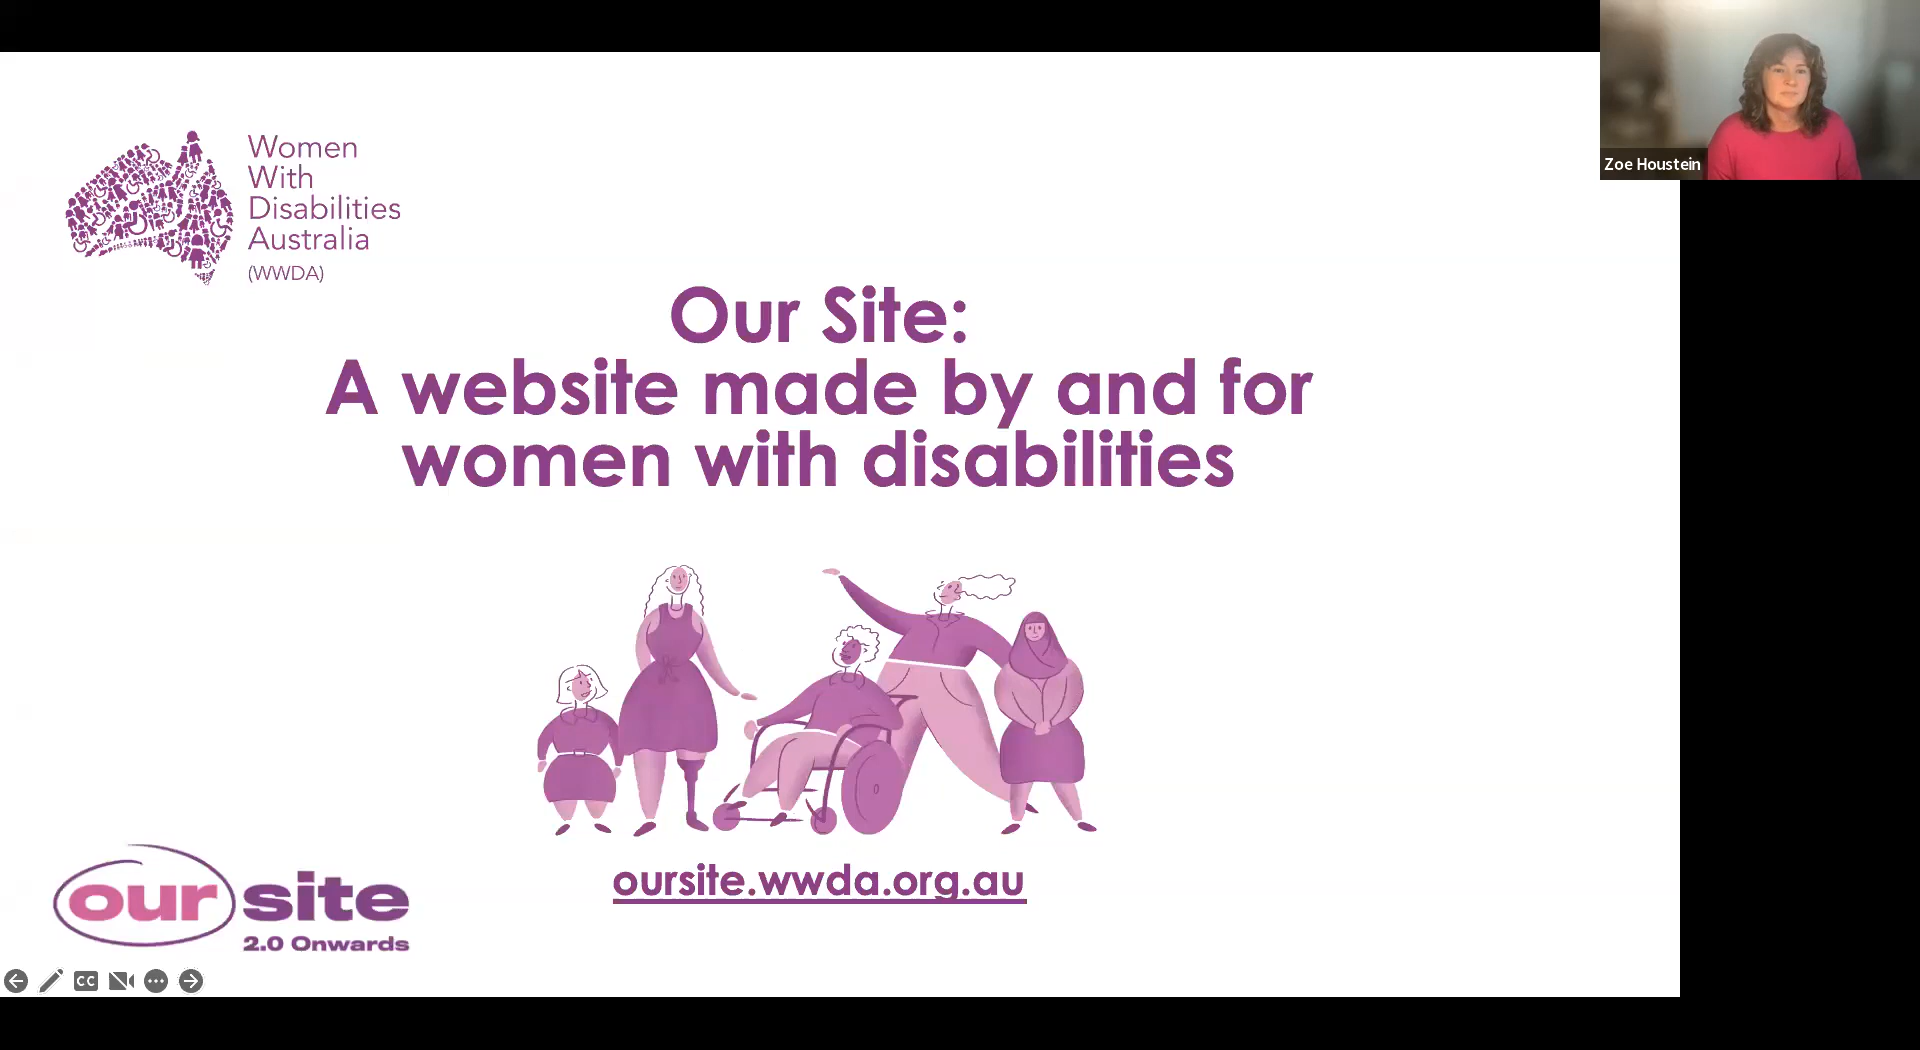 Women
With
Disabilities
Australia
(WWDA)
Zoe Houstein
Our Site:
A website made by and for
women with disabilities
oursite.wwda.org.au
our site
2.0 Onwards
CC